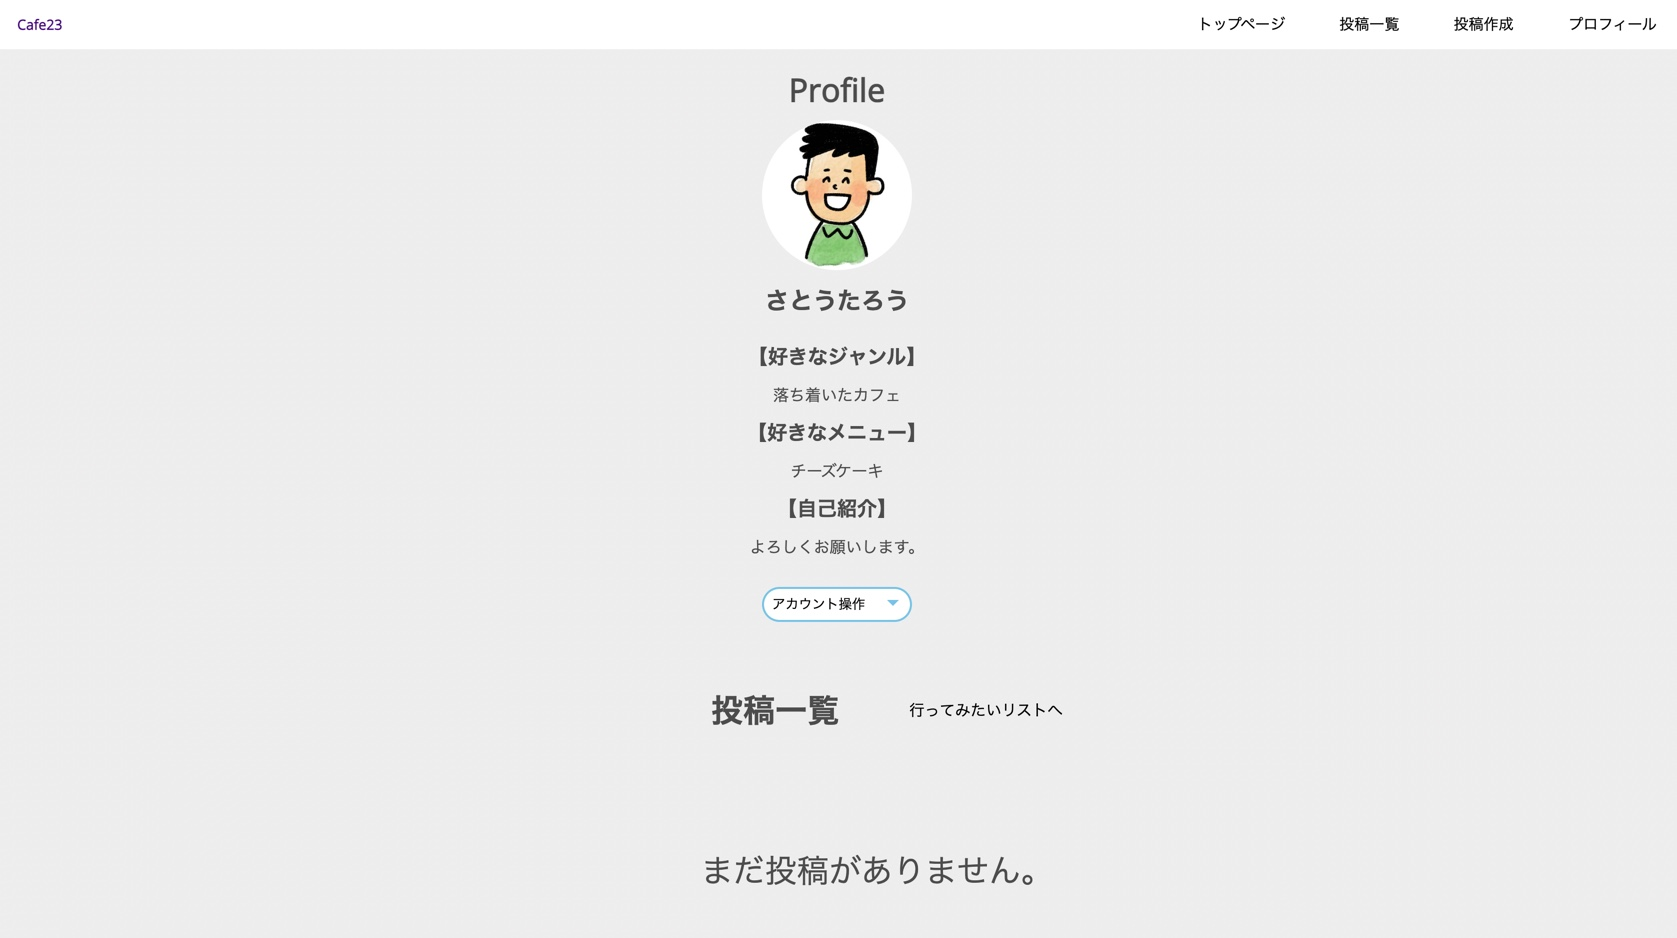 Cafe23
トップページ
投稿一覧
投稿作成
プロフィール
Profile
さとうたろう
【好きなジャンル】
落ち着いたカフェ
【好きなメニュー】
チーズケーキ
【自己紹介】
よろしくお願いします。
アカウント操作
投稿一覧
行ってみたいリストへ
まだ投稿がありません。